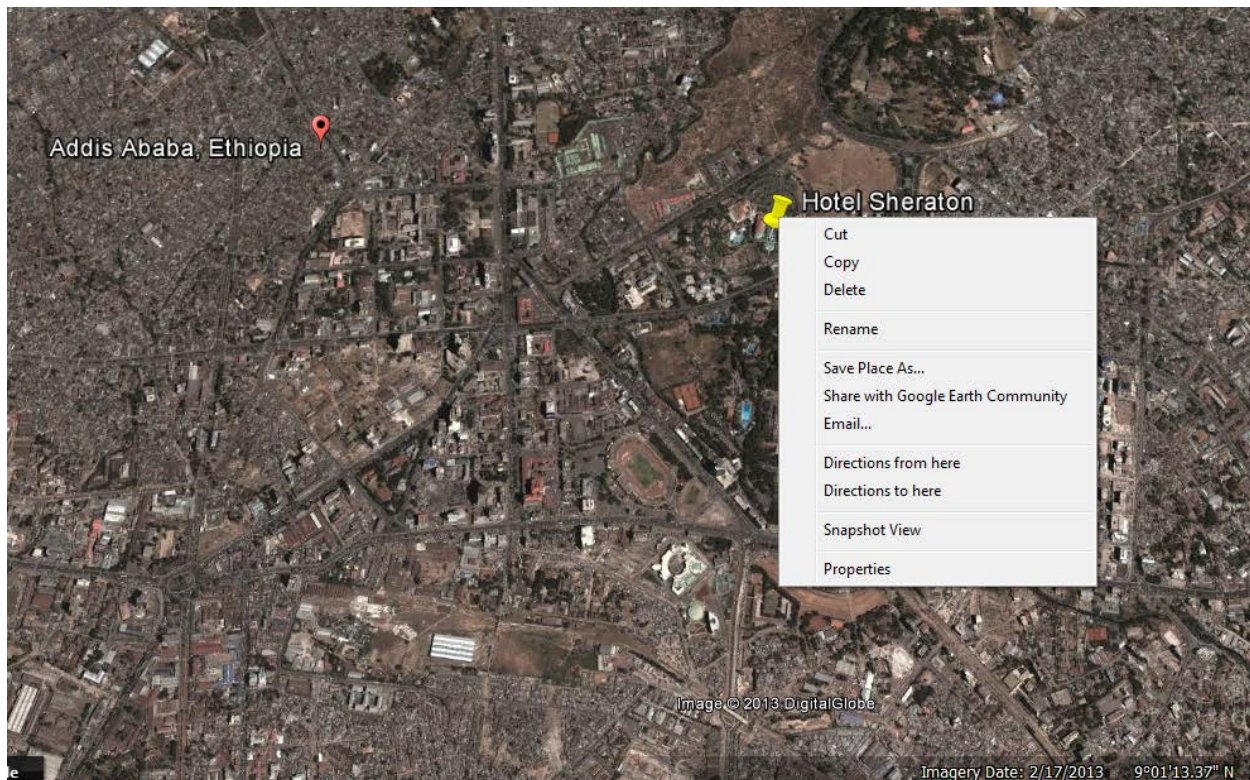 Addis Ababa, Ethiopia
Hotel Sheraton
Cut
Copy
Delete
Rename
Save Place As...
Share with Google Earth Community
Email...
Directions from here
Directions to here
Snapshot View
Properties
Image © 2013 DigitalGlobe
le
Imagery Date: 2/17/2013 9°01'13.37" N